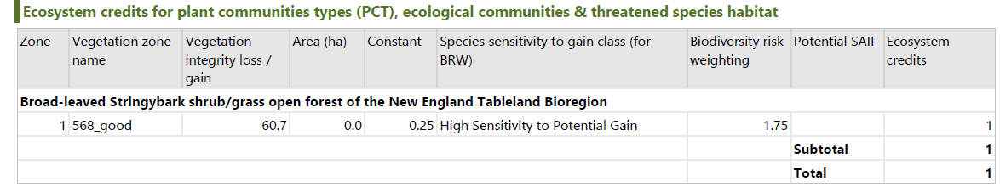 Ecosystem credits for plant communities types (PCT), ecological communities & threatened species habitat
Zone Vegetation zone name Vegetation integrity loss / gain Area (ha) Constant Species sensitivity to gain class (for BRW) Biodiversity risk weighting Potential SAII Ecosystem credits
Broad-leaved Stringybark shrub/grass open forest of the New England Tableland Bioregion
1 568_good 60.7 0.0 0.25 High Sensitivity to Potential Gain 1.75 1
Subtotal 1
Total 1